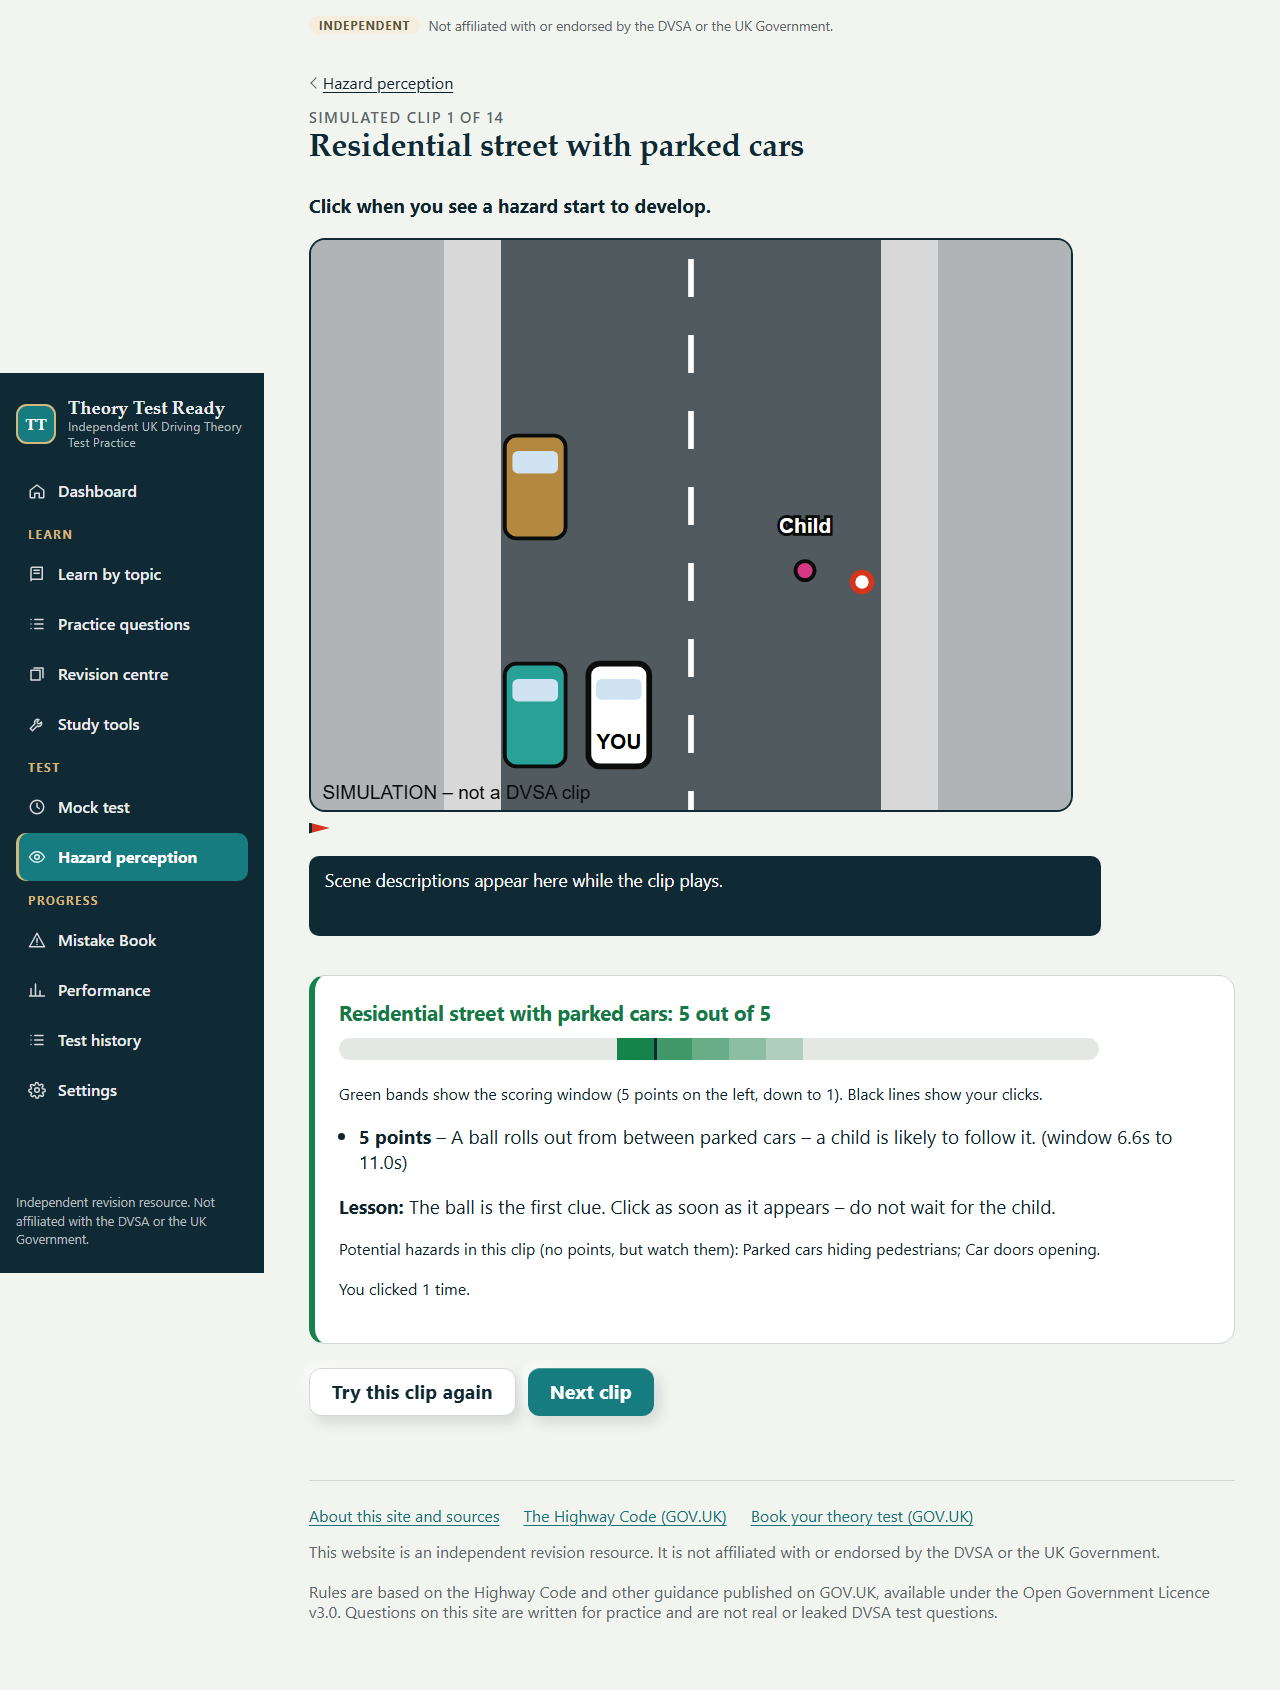 INDEPENDENT Not affiliated with or endorsed by the DVSA or the UK Government.
Hazard perception
SIMULATED CLIP 1 OF 14
Residential street with parked cars
Click when you see a hazard start to develop.
Child
YOU
SIMULATION – not a DVSA clip
Scene descriptions appear here while the clip plays.
TT
Theory Test Ready
Independent UK Driving Theory
Test Practice
Dashboard
LEARN
Learn by topic
Practice questions
Revision centre
Study tools
TEST
Mock test
Hazard perception
PROGRESS
Mistake Book
Performance
Test history
Settings
Independent revision resource. Not
affiliated with the DVSA or the UK
Government.
Residential street with parked cars: 5 out of 5
Green bands show the scoring window (5 points on the left, down to 1). Black lines show your clicks.
5 points – A ball rolls out from between parked cars – a child is likely to follow it. (window 6.6s to
11.0s)
Lesson: The ball is the first clue. Click as soon as it appears – do not wait for the child.
Potential hazards in this clip (no points, but watch them): Parked cars hiding pedestrians; Car doors opening.
You clicked 1 time.
Try this clip again
Next clip
About this site and sources
The Highway Code (GOV.UK)
Book your theory test (GOV.UK)
This website is an independent revision resource. It is not affiliated with or endorsed by the DVSA or the UK Government.
Rules are based on the Highway Code and other guidance published on GOV.UK, available under the Open Government Licence
v3.0. Questions on this site are written for practice and are not real or leaked DVSA test questions.